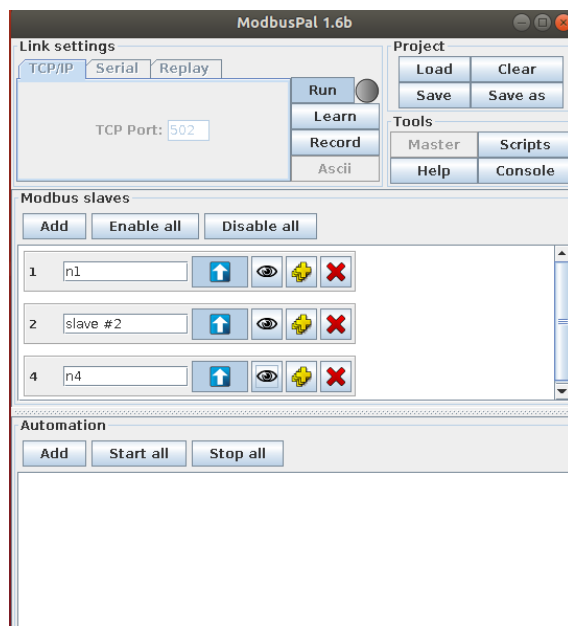 ModbusPal 1.6b
Link settings
TCP/IP Serial Replay
TCP Port: 502
Run
Learn
Record
Ascii
Project
Load Clear
Save Save as
Tools
Master Scripts
Help Console
Modbus slaves
Add Enable all Disable all
1 n1
2 slave #2
4 n4
Automation
Add Start all Stop all